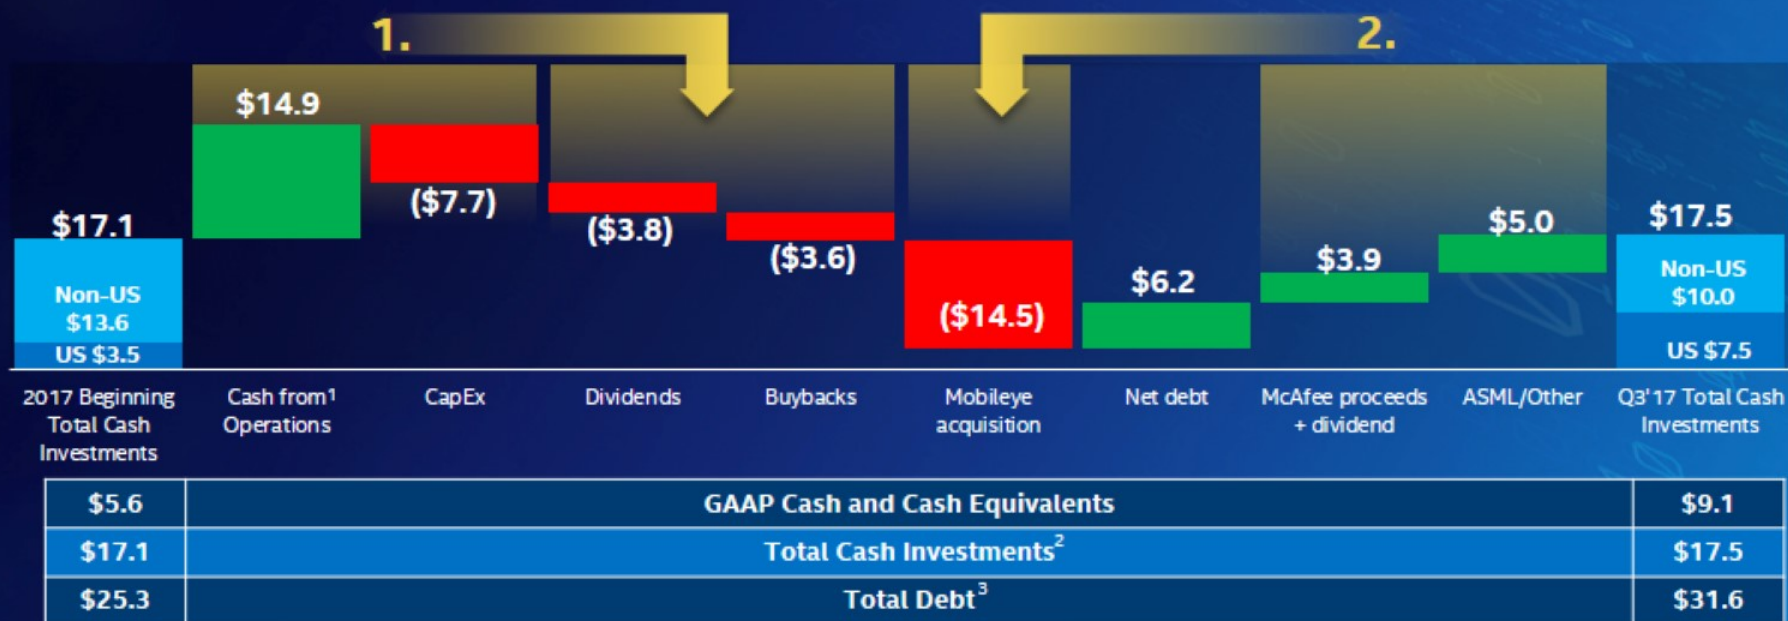 1.
2.
$17.1
Non-US
$13.6
US $3.5
$14.9
($7.7)
($3.8)
($3.6)
($14.5)
$6.2
$3.9
$5.0
$17.5
Non-US
$10.0
US $7.5
2017 Beginning
Total Cash
Investments
Cash from¹
Operations
CapEx
Dividends
Buybacks
Mobileye
acquisition
Net debt
McAfee proceeds
+ dividend
ASML/Other
Q3'17 Total Cash
Investments
$5.6 GAAP Cash and Cash Equivalents $9.1
$17.1 Total Cash Investments² $17.5
$25.3 Total Debt³ $31.6